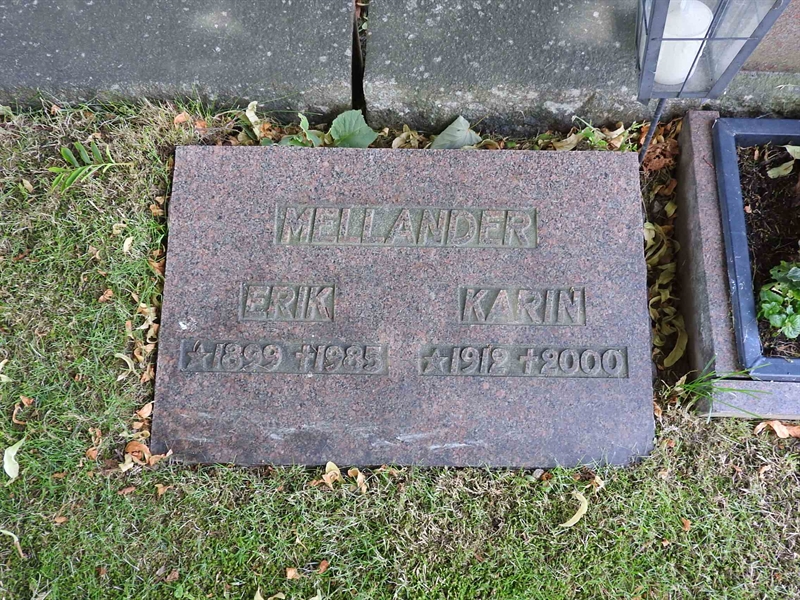 MELLANDER
ERIK KARIN
☆1899 †1985 ☆1912 †2000